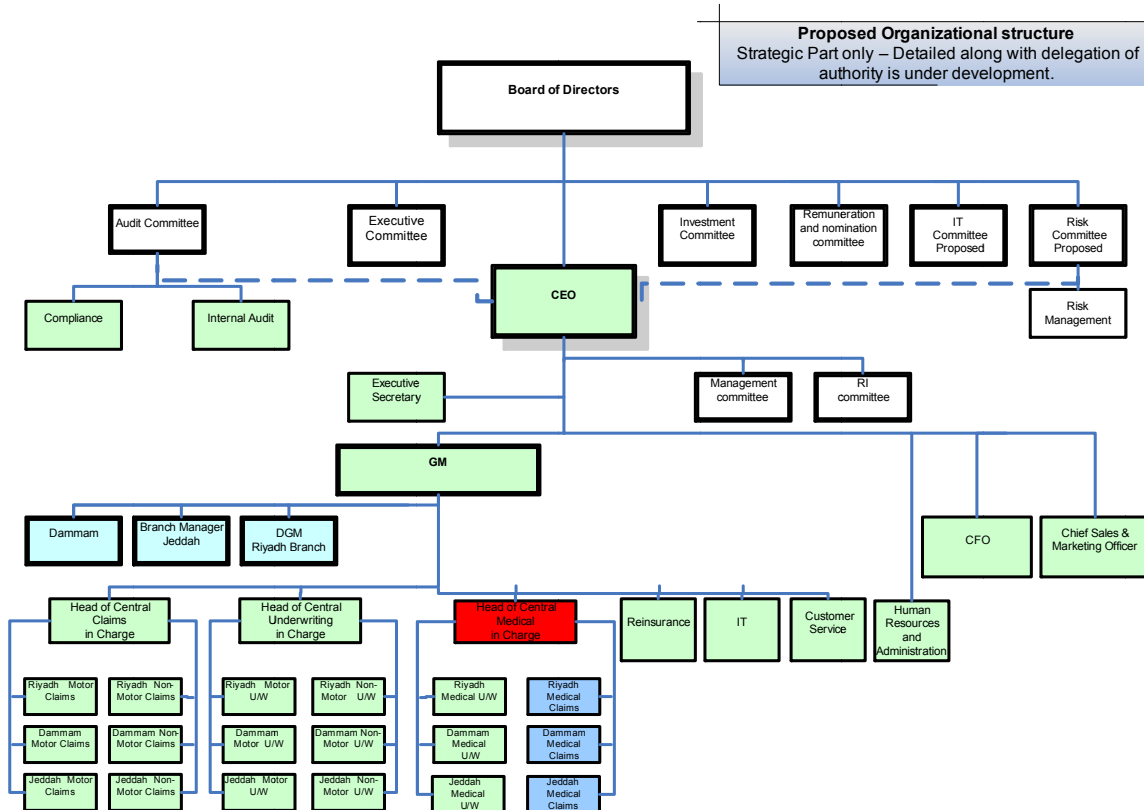 Proposed Organizational structure
Strategic Part only – Detailed along with delegation of
authority is under development.
Board of Directors
Audit Committee
Executive
Committee
Investment
Committee
Remuneration
and nomination
committee
IT
Committee
Proposed
Risk
Committee
Proposed
CEO
Compliance
Internal Audit
Risk
Management
Executive
Secretary
Management
committee
RI
committee
GM
Dammam
Branch Manager
Jeddah
DGM
Riyadh Branch
CFO
Chief Sales &
Marketing Officer
Head of Central
Claims
in Charge
Head of Central
Underwriting
in Charge
Head of Central
Medical
in Charge
Reinsurance
IT
Customer
Service
Human
Resources
and
Administration
Riyadh Motor
Claims
Riyadh Non-
Motor Claims
Riyadh Motor
U/W
Riyadh Non-
Motor U/W
Riyadh
Medical U/W
Riyadh
Medical
Claims
Dammam
Motor Claims
Dammam Non-
Motor Claims
Dammam
Motor U/W
Dammam Non-
Motor U/W
Dammam
Medical
U/W
Dammam
Medical
Claims
Jeddah Motor
Claims
Jeddah Non-
Motor Claims
Jeddah Motor
U/W
Jeddah Non-
Motor U/W
Jeddah
Medical
U/W
Jeddah
Medical
Claims